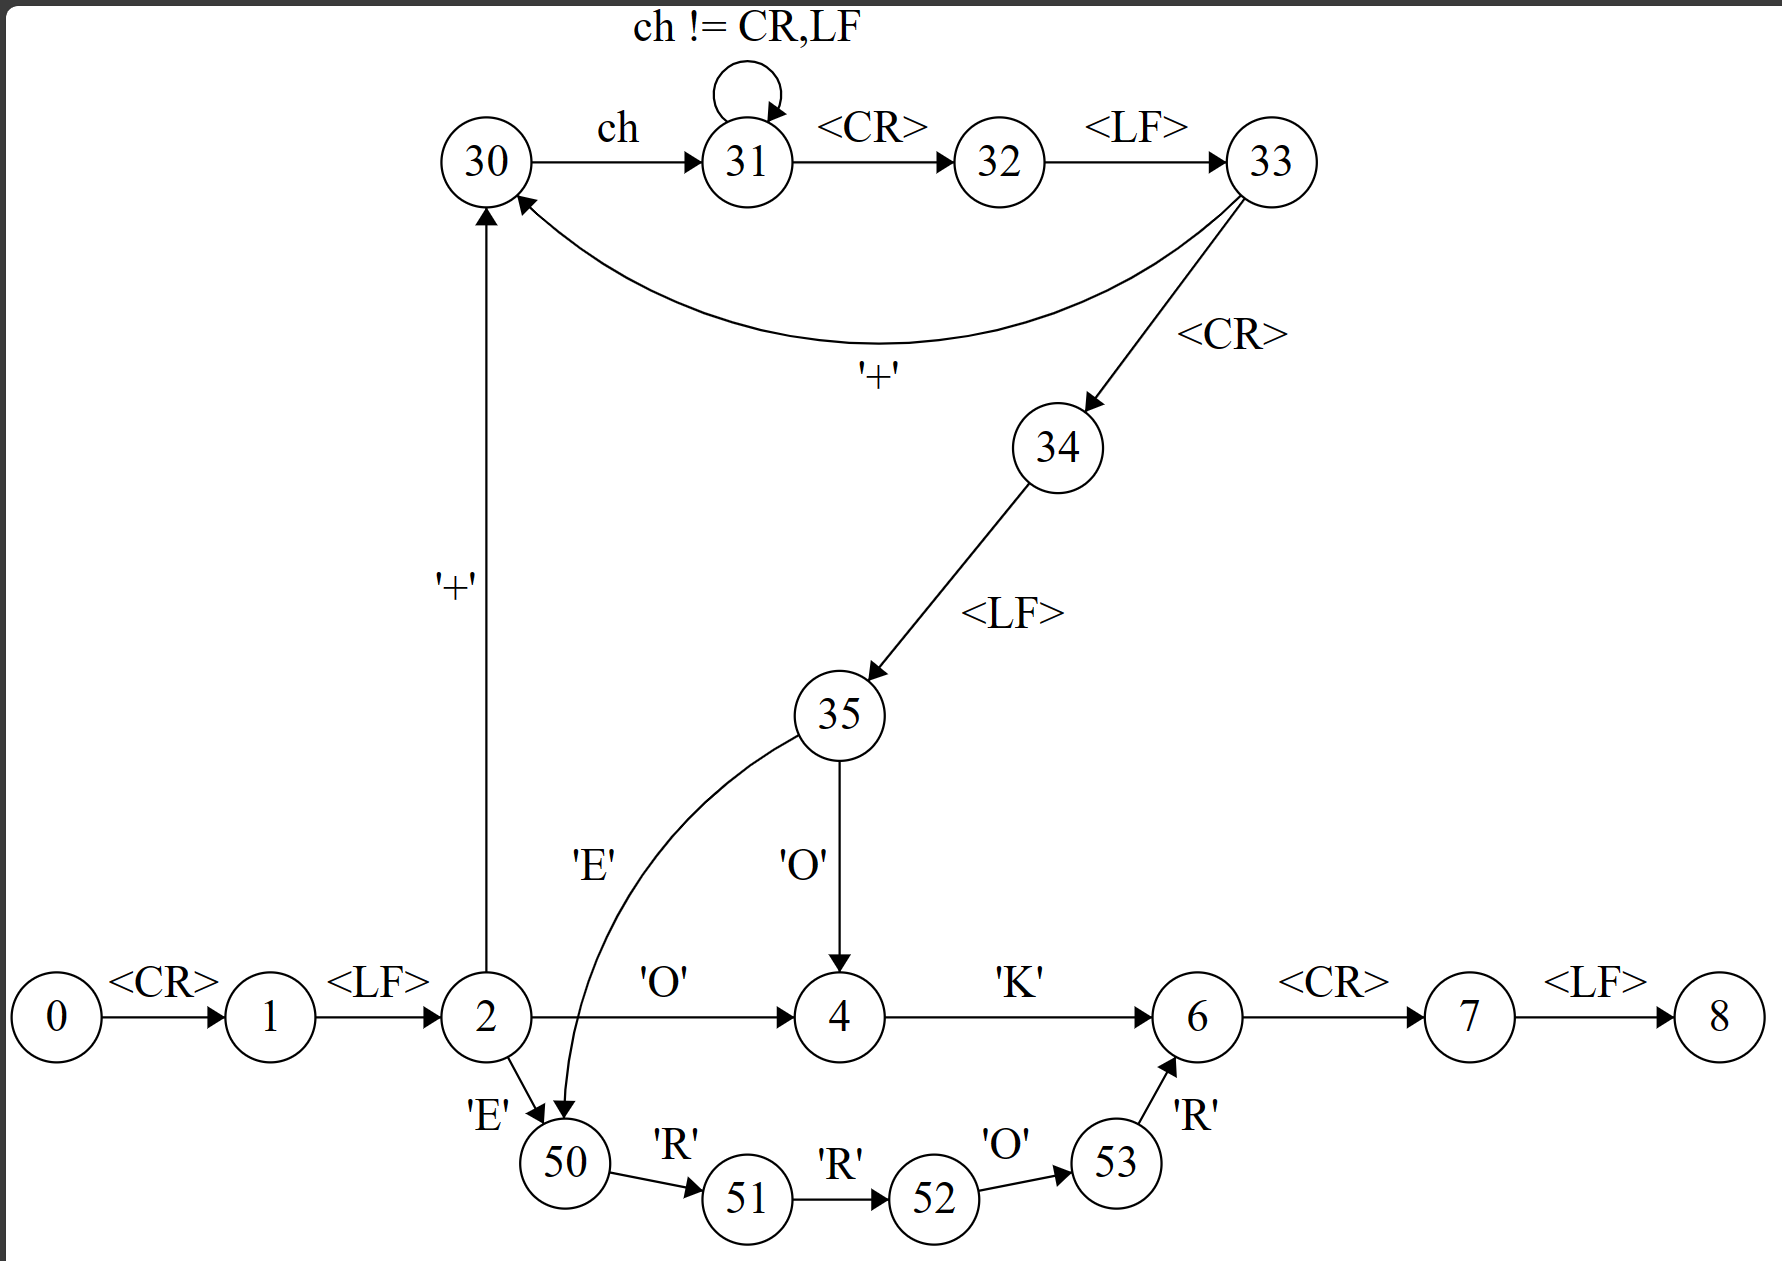 ch != CR,LF
ch
<CR>
<LF>
30
31
32
33
<CR>
'+'
34
'+'
<LF>
35
'E'
'O'
<CR>
<LF>
'O'
'K'
<CR>
<LF>
0
1
2
4
6
7
8
'E'
'R'
'R'
'O'
'R'
50
51
52
53